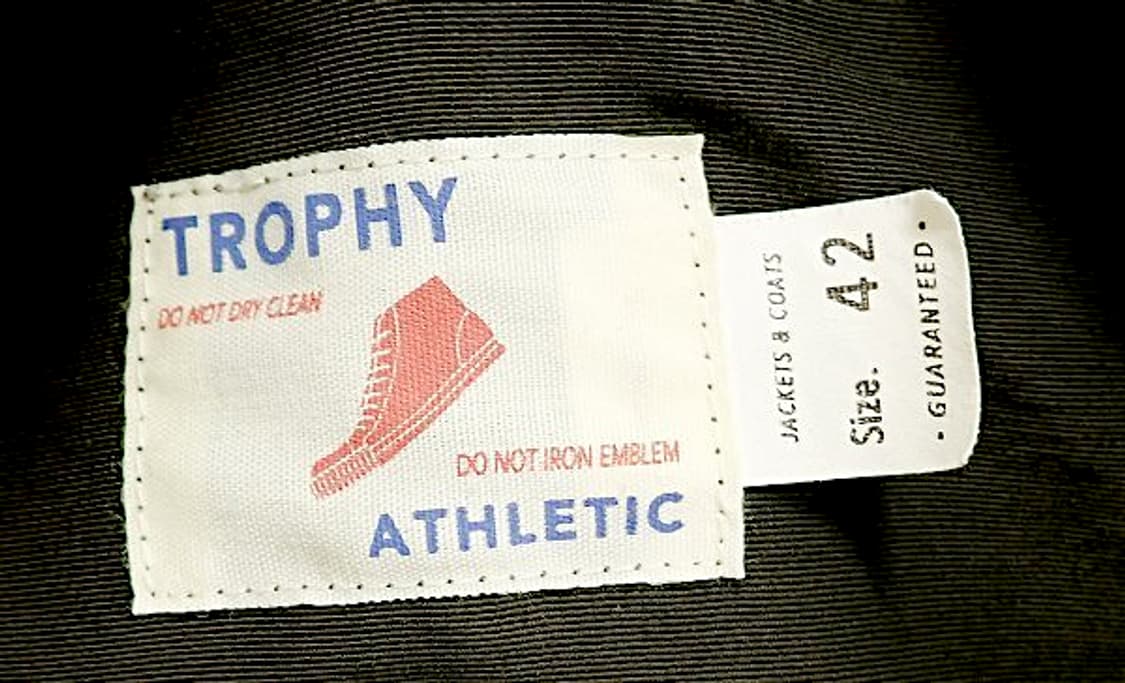 TROPHY
DO NOT DRY CLEAN
DO NOT IRON EMBLEM
ATHLETIC
JACKETS & COATS
Size. 42
• GUARANTEED •